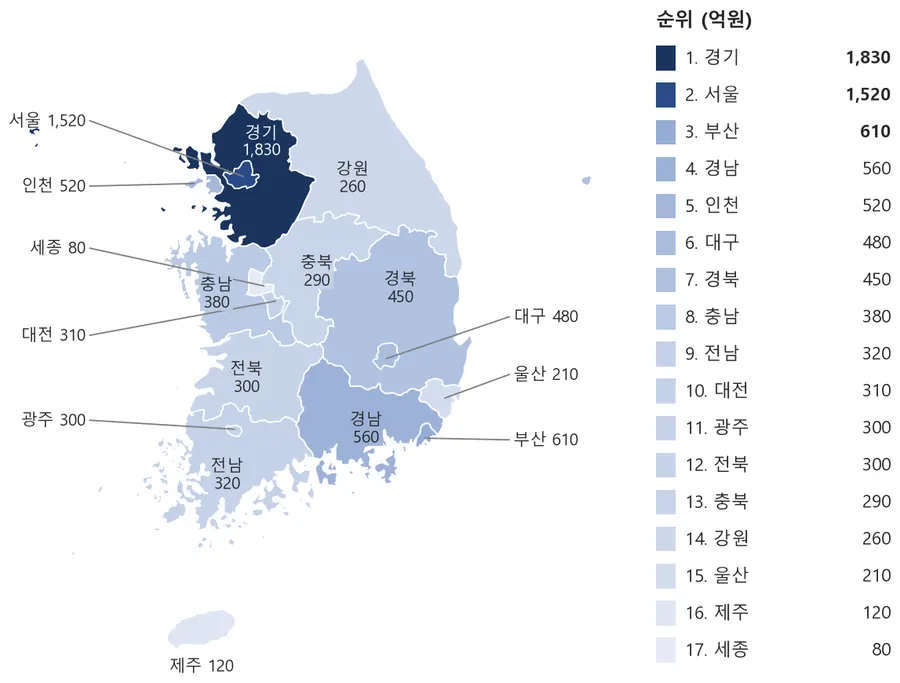 서울 1,520
경기
1,830
인천 520
강원
260
세종 80
충북
290
충남
380
경북
450
대전 310
대구 480
전북
300
울산 210
광주 300
경남
560
부산 610
전남
320
제주 120
순위 (억원)
1. 경기 1,830
2. 서울 1,520
3. 부산 610
4. 경남 560
5. 인천 520
6. 대구 480
7. 경북 450
8. 충남 380
9. 전남 320
10. 대전 310
11. 광주 300
12. 전북 300
13. 충북 290
14. 강원 260
15. 울산 210
16. 제주 120
17. 세종 80